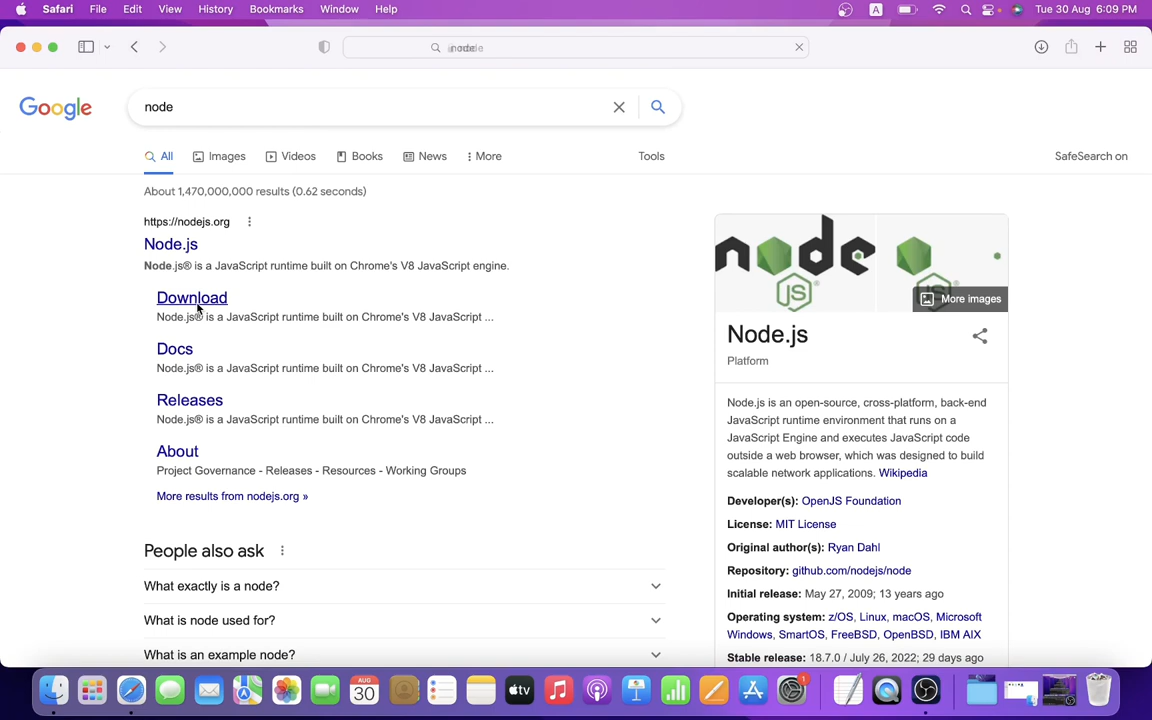 Safari File Edit View History Bookmarks Window Help
A
Tue 30 Aug 6:09 PM
node
Google
node
All Images Videos Books News More Tools SafeSearch on
About 1,470,000,000 results (0.62 seconds)
https://nodejs.org
Node.js
Node.js® is a JavaScript runtime built on Chrome's V8 JavaScript engine.
Download
Node.js® is a JavaScript runtime built on Chrome's V8 JavaScript ...
Docs
Node.js® is a JavaScript runtime built on Chrome's V8 JavaScript ...
Releases
Node.js® is a JavaScript runtime built on Chrome's V8 JavaScript ...
About
Project Governance - Releases - Resources - Working Groups
More results from nodejs.org »
People also ask
What exactly is a node?
What is node used for?
What is an example node?
node
JS
JS
More images
Node.js
Platform
Node.js is an open-source, cross-platform, back-end
JavaScript runtime environment that runs on a
JavaScript Engine and executes JavaScript code
outside a web browser, which was designed to build
scalable network applications. Wikipedia
Developer(s): OpenJS Foundation
License: MIT License
Original author(s): Ryan Dahl
Repository: github.com/nodejs/node
Initial release: May 27, 2009; 13 years ago
Operating system: z/OS, Linux, macOS, Microsoft
Windows, SmartOS, FreeBSD, OpenBSD, IBM AIX
Stable release: 18.7.0 / July 26, 2022; 29 days ago
AUG
30
tv
1